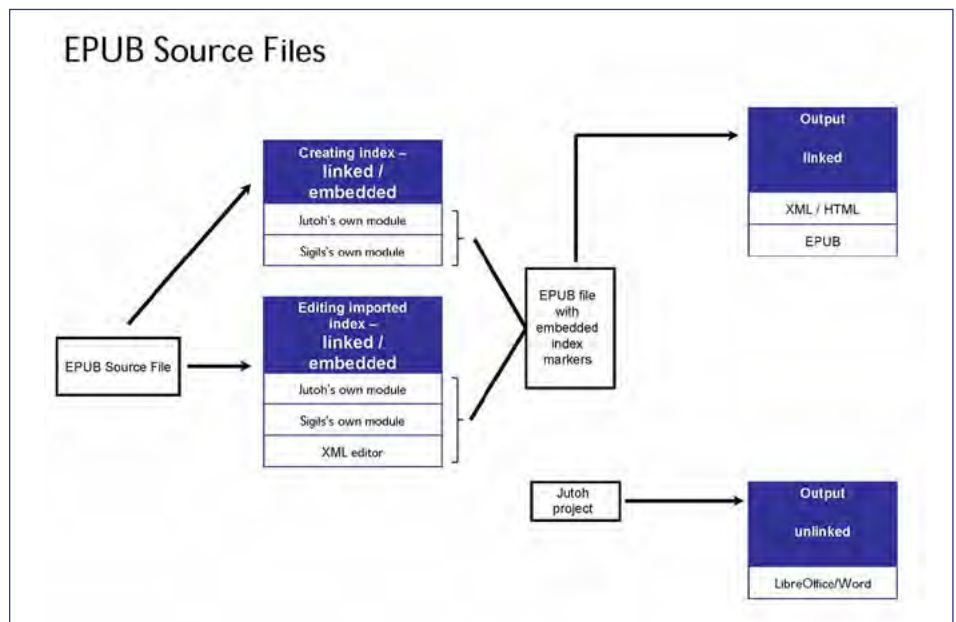 EPUB Source Files
Creating index –
linked /
embedded
Jutoh's own module
Sigils's own module
Editing imported
index –
linked /
embedded
Jutoh's own module
Sigils's own module
XML editor
EPUB Source File
EPUB file
with
embedded
index
markers
Output
linked
XML / HTML
EPUB
Jutoh
project
Output
unlinked
LibreOffice/Word